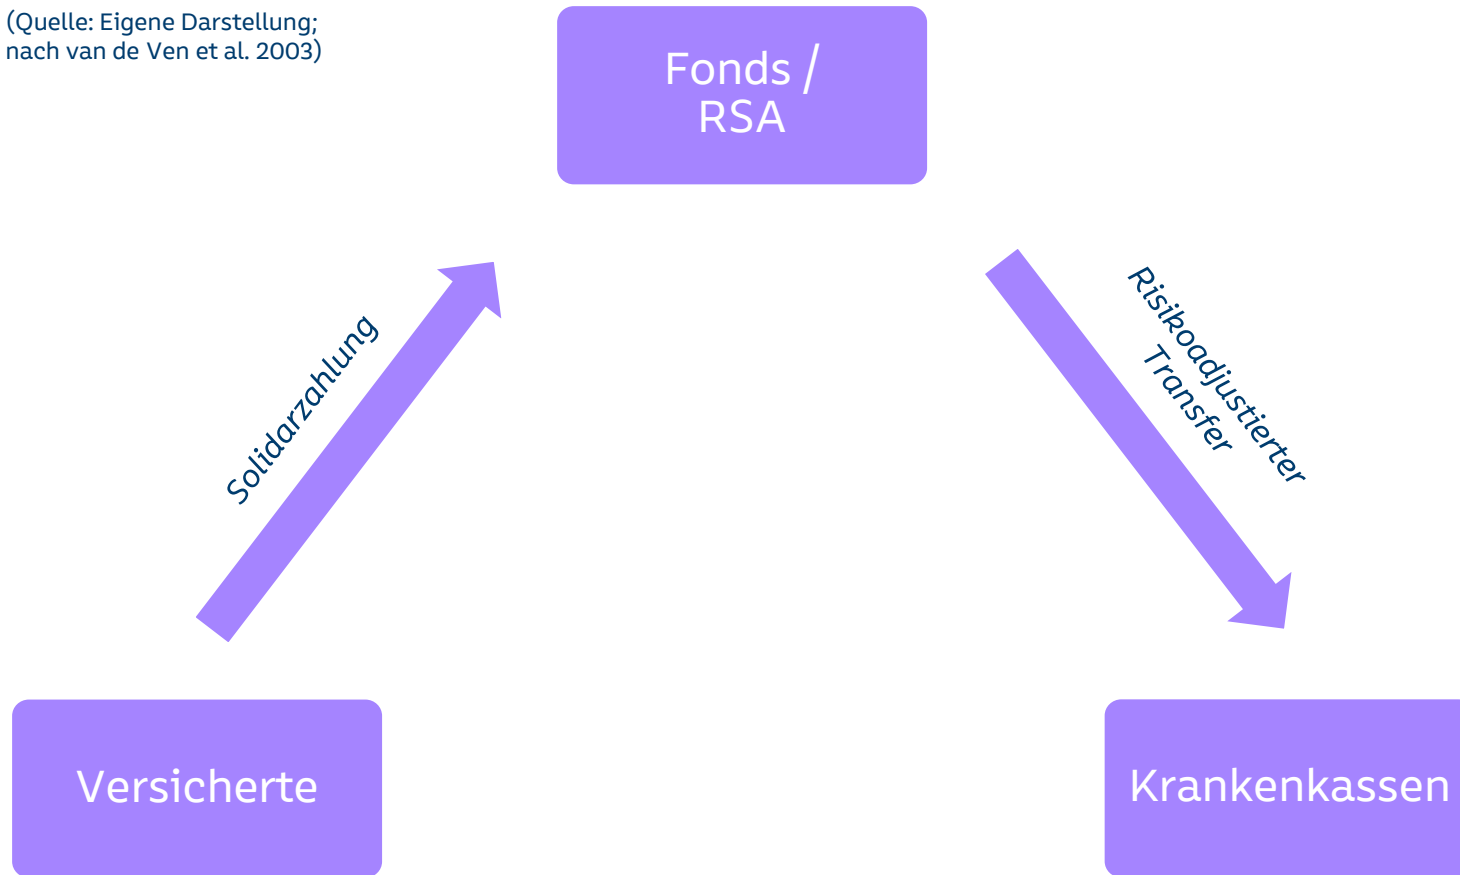 (Quelle: Eigene Darstellung;
nach van de Ven et al. 2003)
Fonds /
RSA
Solidarzahlung
Risikoadjustierter
Transfer
Versicherte
Krankenkassen